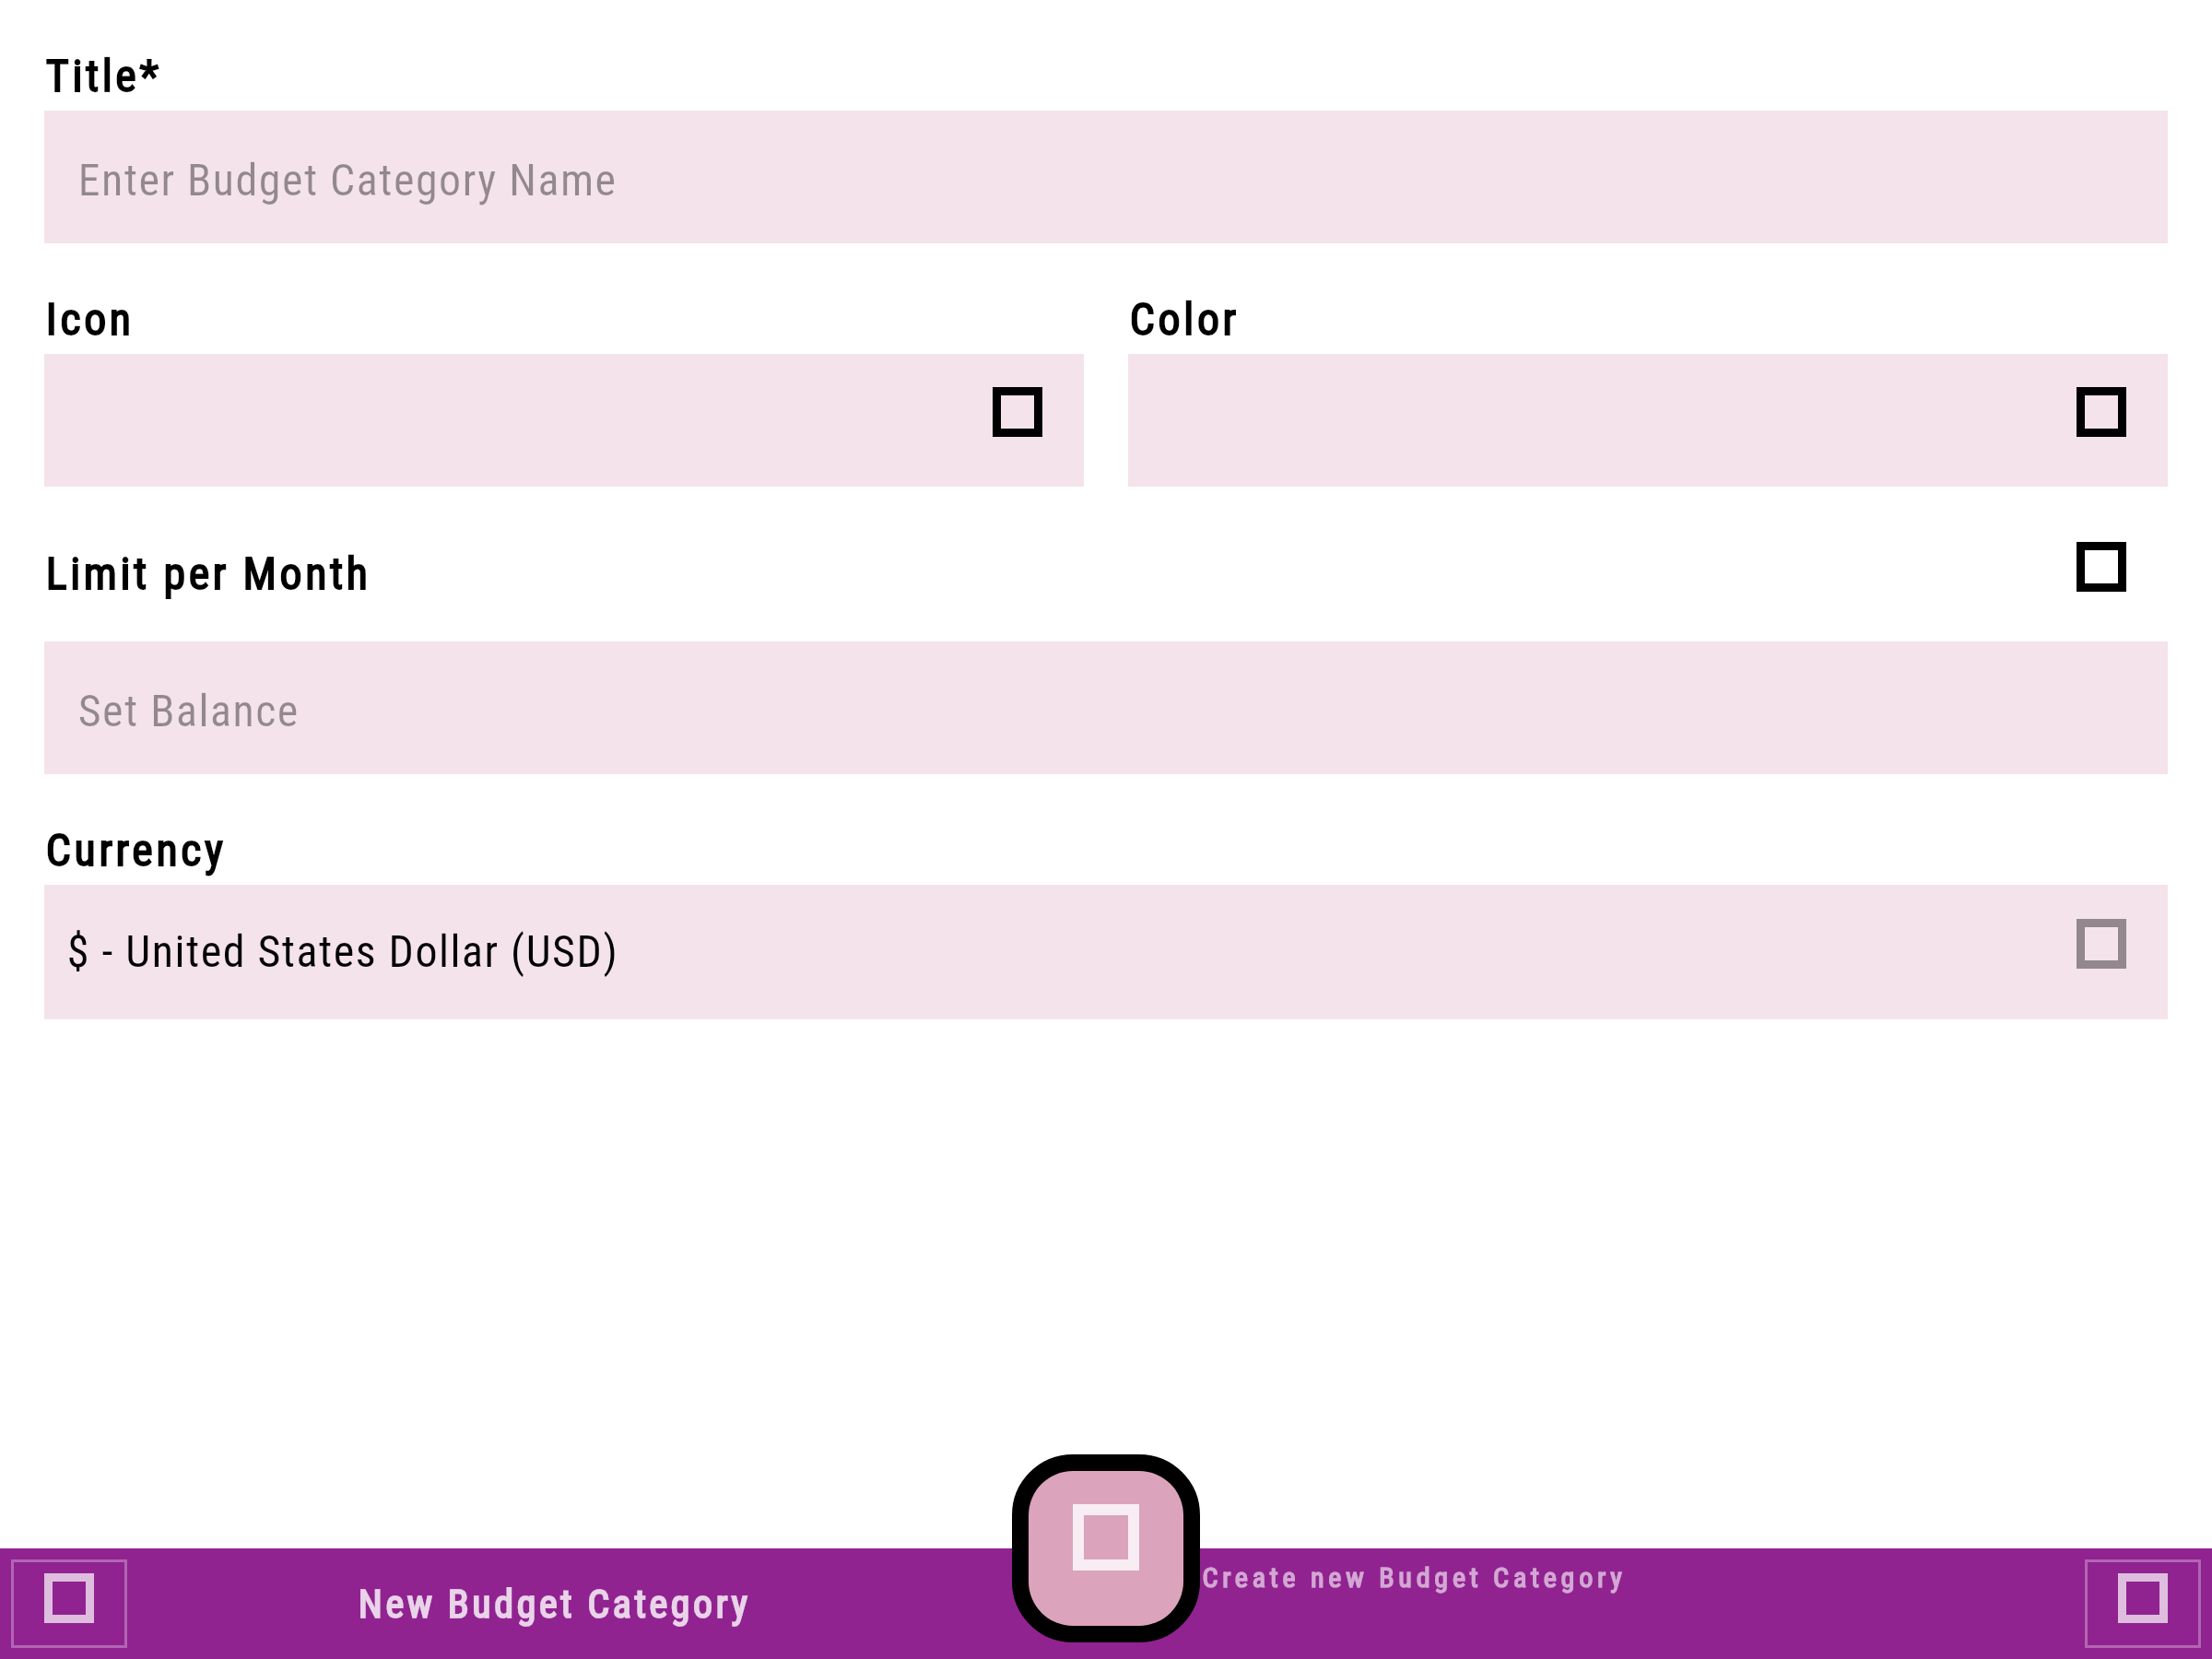 Title*
Enter Budget Category Name
Icon
Color
Limit per Month
Set Balance
Currency
$ - United States Dollar (USD)
New Budget Category
Create new Budget Category